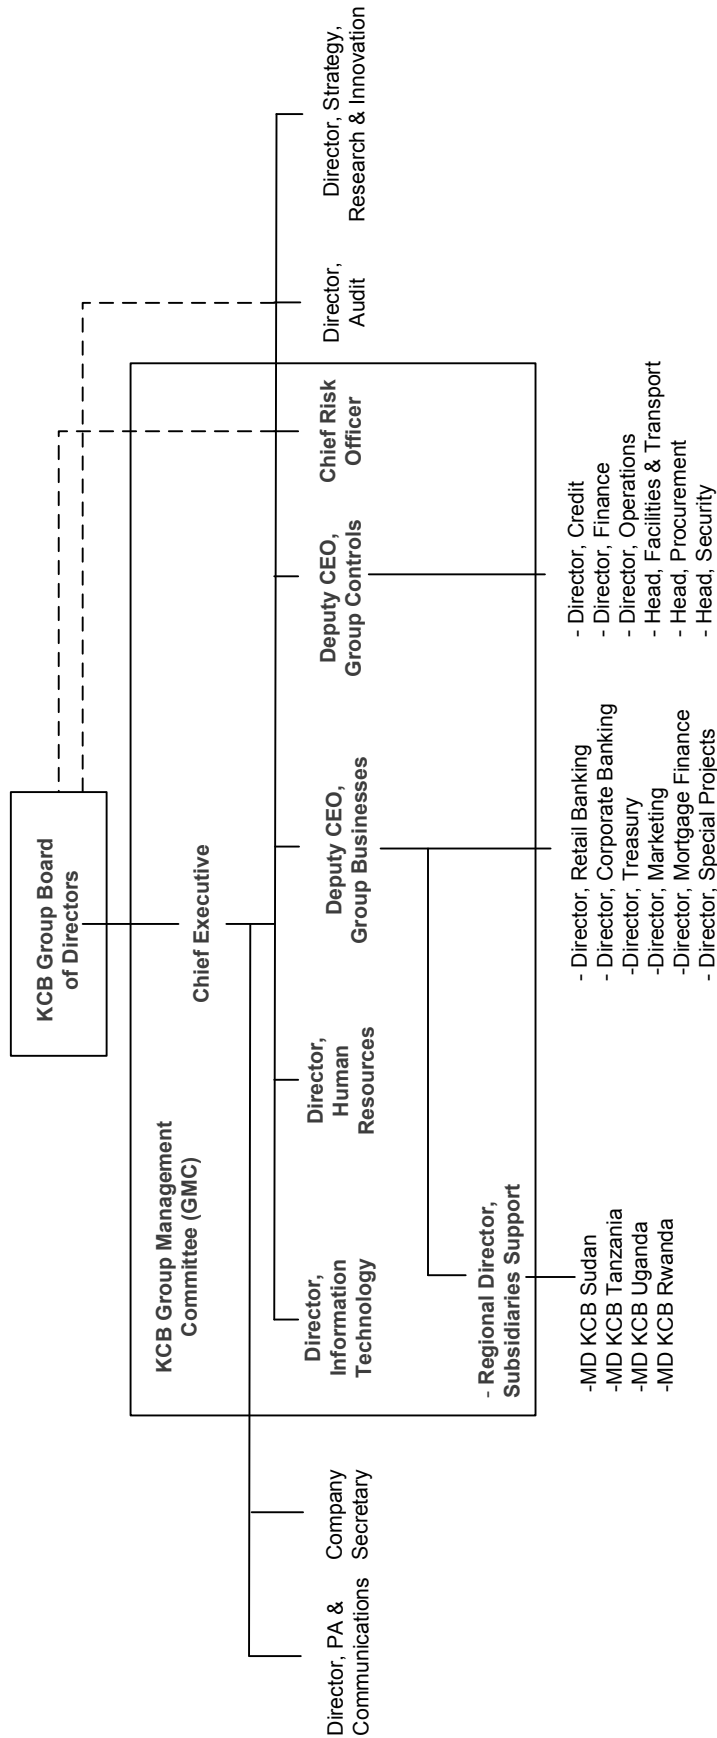 KCB Group Board
of Directors
KCB Group Management
Committee (GMC)
Chief Executive
Director, PA &
Communications
Company
Secretary
Director,
Information
Technology
Director,
Human
Resources
Deputy CEO,
Group Businesses
Deputy CEO,
Group Controls
Chief Risk
Officer
Director,
Audit
Director, Strategy,
Research & Innovation
- Regional Director,
Subsidiaries Support
-MD KCB Sudan
-MD KCB Tanzania
-MD KCB Uganda
-MD KCB Rwanda
- Director, Retail Banking
- Director, Corporate Banking
-Director, Treasury
-Director, Marketing
-Director, Mortgage Finance
- Director, Special Projects
- Director, Credit
- Director, Finance
- Director, Operations
- Head, Facilities & Transport
- Head, Procurement
- Head, Security